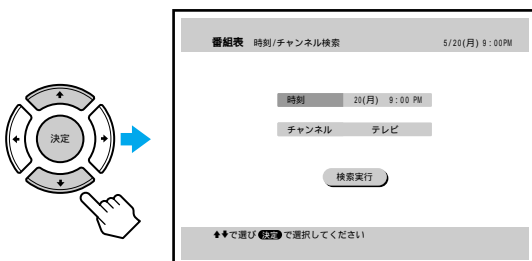 番組表 時刻/チャンネル検索 5/20(月) 9:00PM
時刻 20(月) 9:00 PM
チャンネル テレビ
決定
検索実行
♦♦で選び 決定 で選択してください